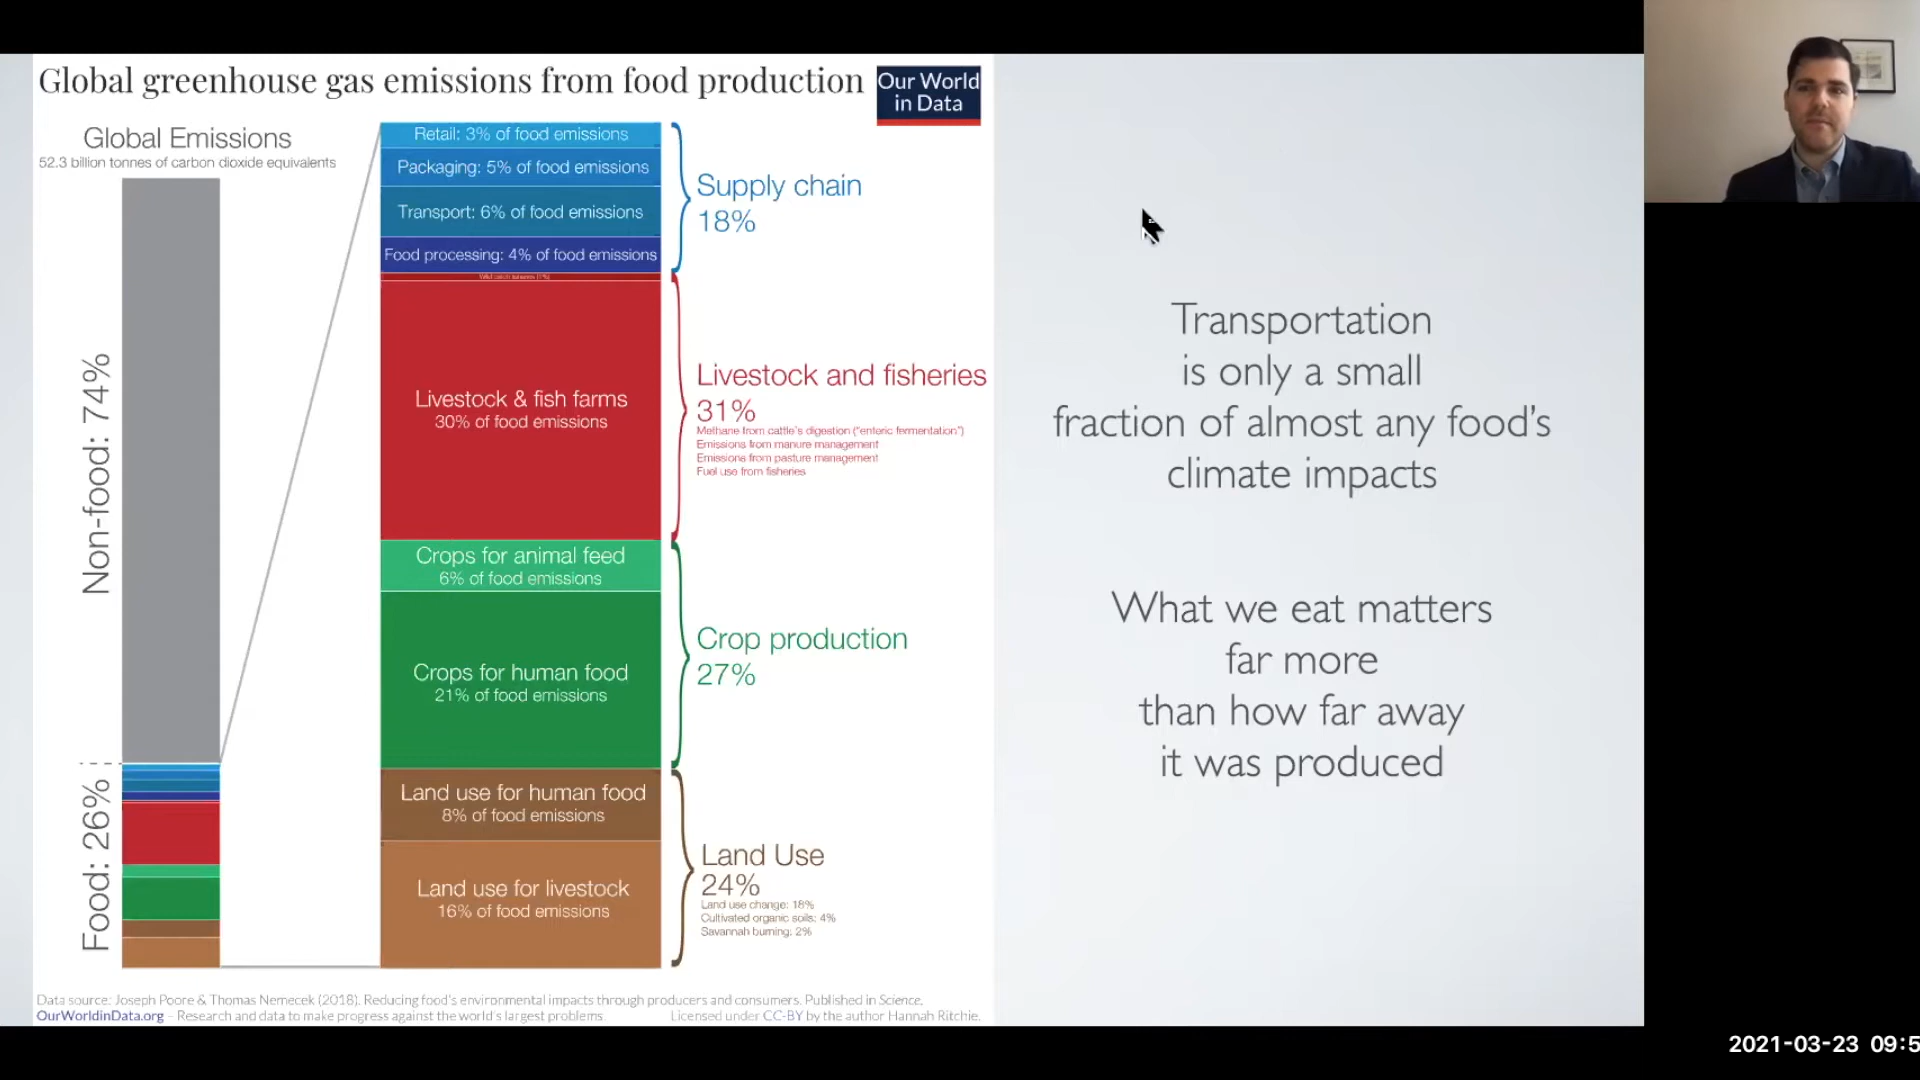 Global greenhouse gas emissions from food production
Our World
in Data
Global Emissions
52.3 billion tonnes of carbon dioxide equivalents
Non-food: 74%
Food: 26%
Retail: 3% of food emissions
Packaging: 5% of food emissions
Transport: 6% of food emissions
Food processing: 4% of food emissions
Supply chain
18%
Livestock & fish farms
30% of food emissions
Livestock and fisheries
31%
Methane from cattle's digestion ("enteric fermentation")
Emissions from manure management
Emissions from pasture management
Fuel use from fisheries
Crops for animal feed
6% of food emissions
Crops for human food
21% of food emissions
Crop production
27%
Land use for human food
8% of food emissions
Land use for livestock
16% of food emissions
Land Use
24%
Land use change: 18%
Cultivated organic soils: 4%
Savannah burning: 2%
Data source: Joseph Poore & Thomas Nemecek (2018). Reducing food's environmental impacts through producers and consumers. Published in Science.
OurWorldinData.org – Research and data to make progress against the world's largest problems.
Licensed under CC-BY by the author Hannah Ritchie.
Transportation
is only a small
fraction of almost any food's
climate impacts
What we eat matters
far more
than how far away
it was produced
2021-03-23 09:5